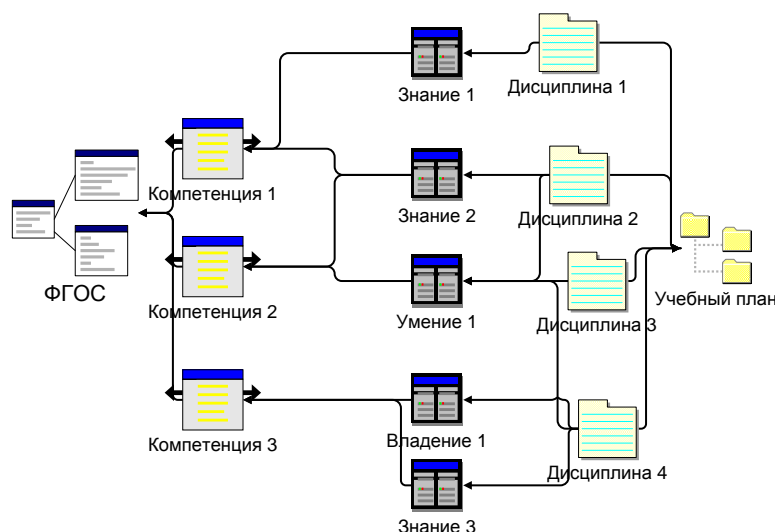 Знание 1
Дисциплина 1
Компетенция 1
Знание 2
Дисциплина 2
ФГОС
Компетенция 2
Умение 1
Дисциплина 3
Учебный план
Компетенция 3
Владение 1
Дисциплина 4
Знание 3